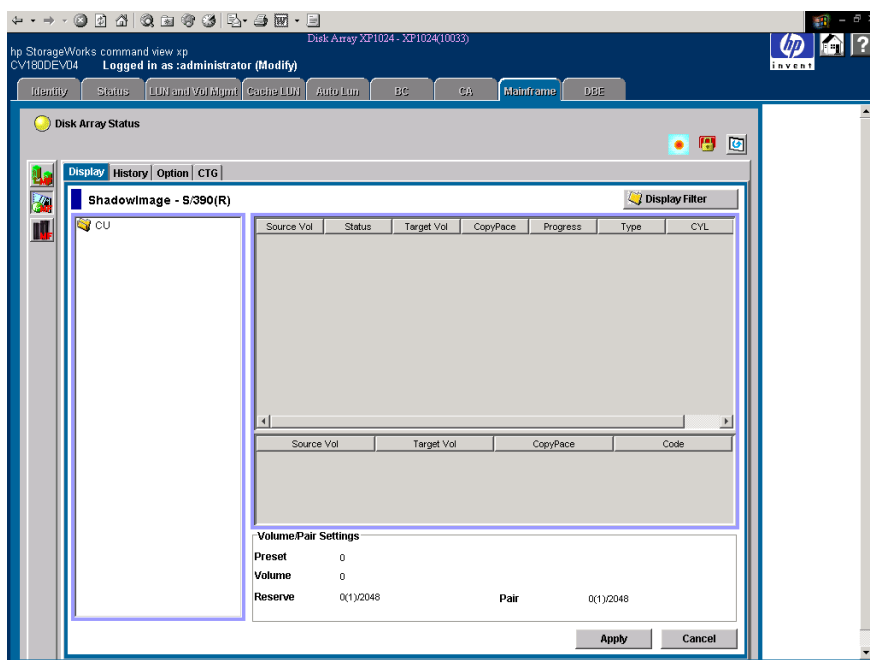 Disk Array XP1024 - XP1024(10033)
hp StorageWorks command view xp
CV180DEV04 Logged in as :administrator (Modify)
hp
invent
?
Identity Status LUN and Vol Mgmt Cache LUN Auto Lun BC CA Mainframe DBE
Disk Array Status
Display History Option CTG
ShadowImage - S/390(R)
Display Filter
CU
Source Vol Status Target Vol CopyPace Progress Type CYL
Source Vol Target Vol CopyPace Code
Volume/Pair Settings
Preset 0
Volume 0
Reserve 0(1)/2048 Pair 0(1)/2048
Apply Cancel